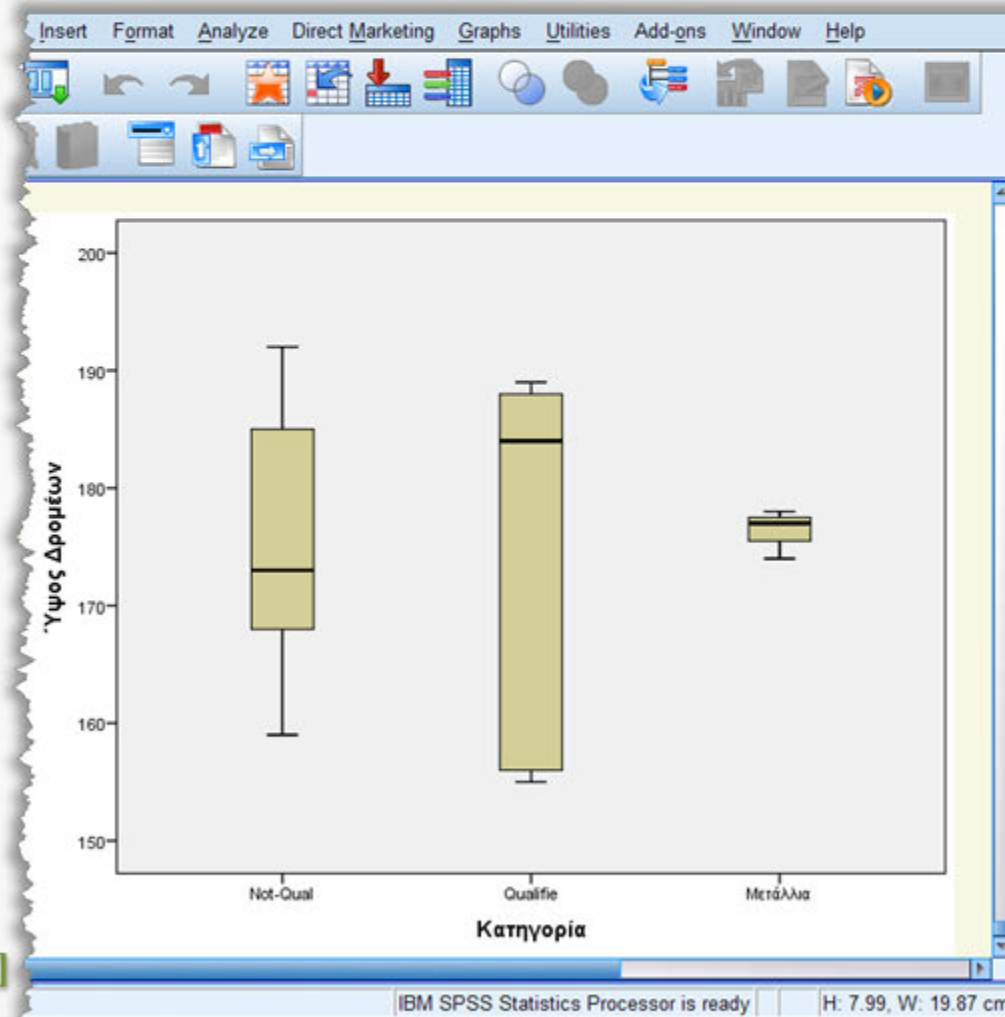 Insert Format Analyze Direct Marketing Graphs Utilities Add-ons Window Help
200
190
180
170
160
150
Ύψος Δρομέων
Not-Qual Qualifie Μετάλλια
Κατηγορία
IBM SPSS Statistics Processor is ready H: 7.99, W: 19.87 cm